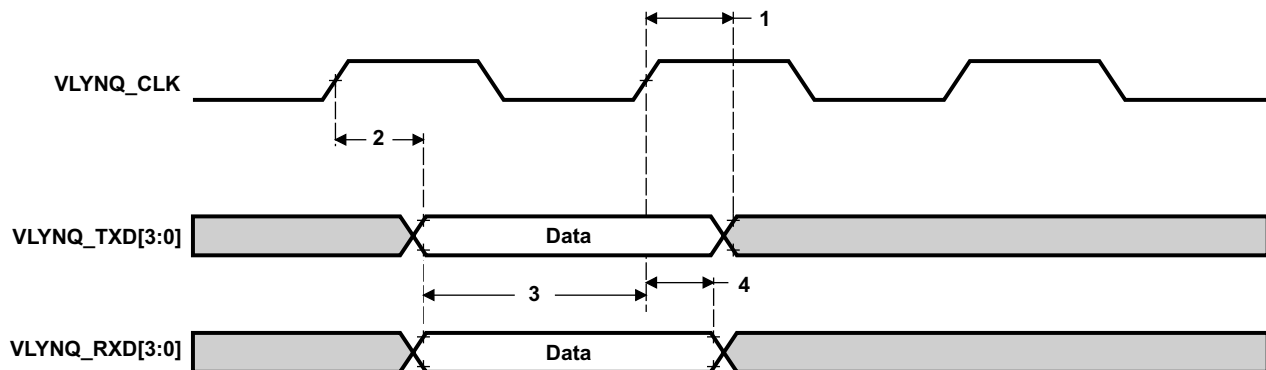 1
VLYNQ_CLK
2
VLYNQ_TXD[3:0]
Data
3
4
VLYNQ_RXD[3:0]
Data